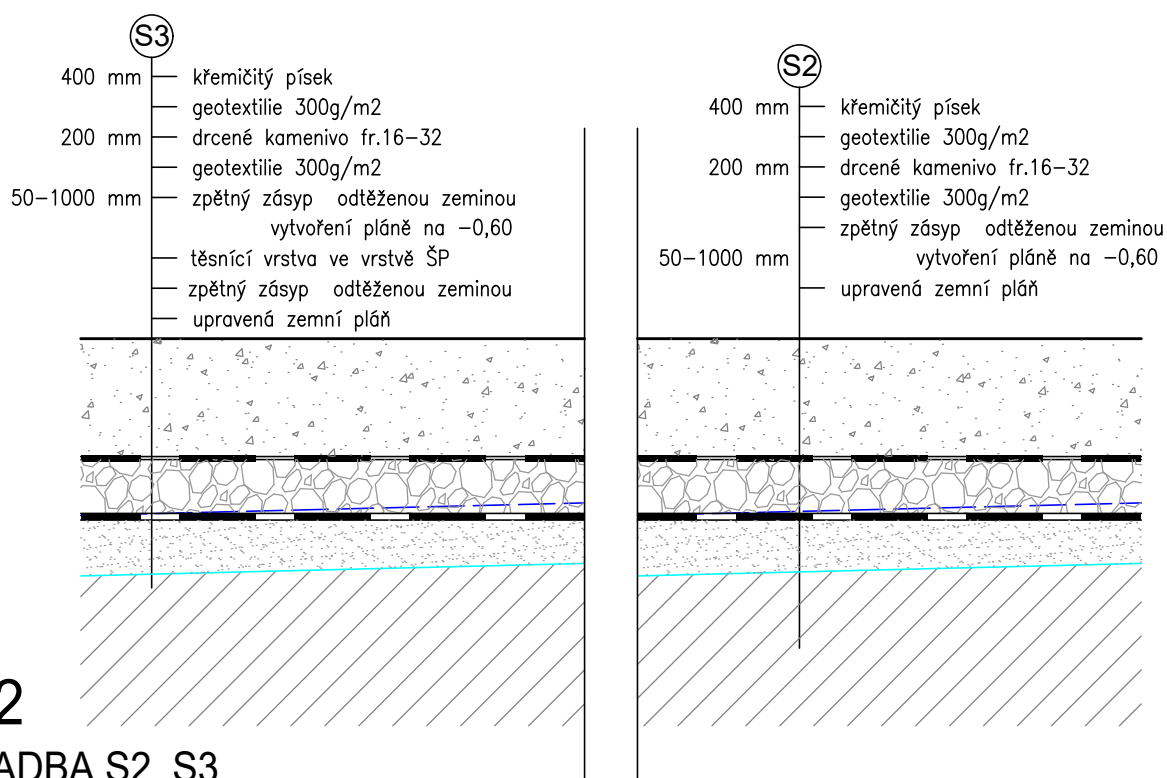 S3
400 mm křemičitý písek
geotextilie 300g/m2
200 mm drcené kamenivo fr.16-32
geotextilie 300g/m2
50-1000 mm zpětný zásyp odtěženou zeminou
vytvoření pláně na -0,60
těsnící vrstva ve vrstvě ŠP
zpětný zásyp odtěženou zeminou
upravená zemní pláň
S2
400 mm křemičitý písek
geotextilie 300g/m2
200 mm drcené kamenivo fr.16-32
geotextilie 300g/m2
zpětný zásyp odtěženou zeminou
50-1000 mm vytvoření pláně na -0,60
upravená zemní pláň
2
ADBA S2, S3